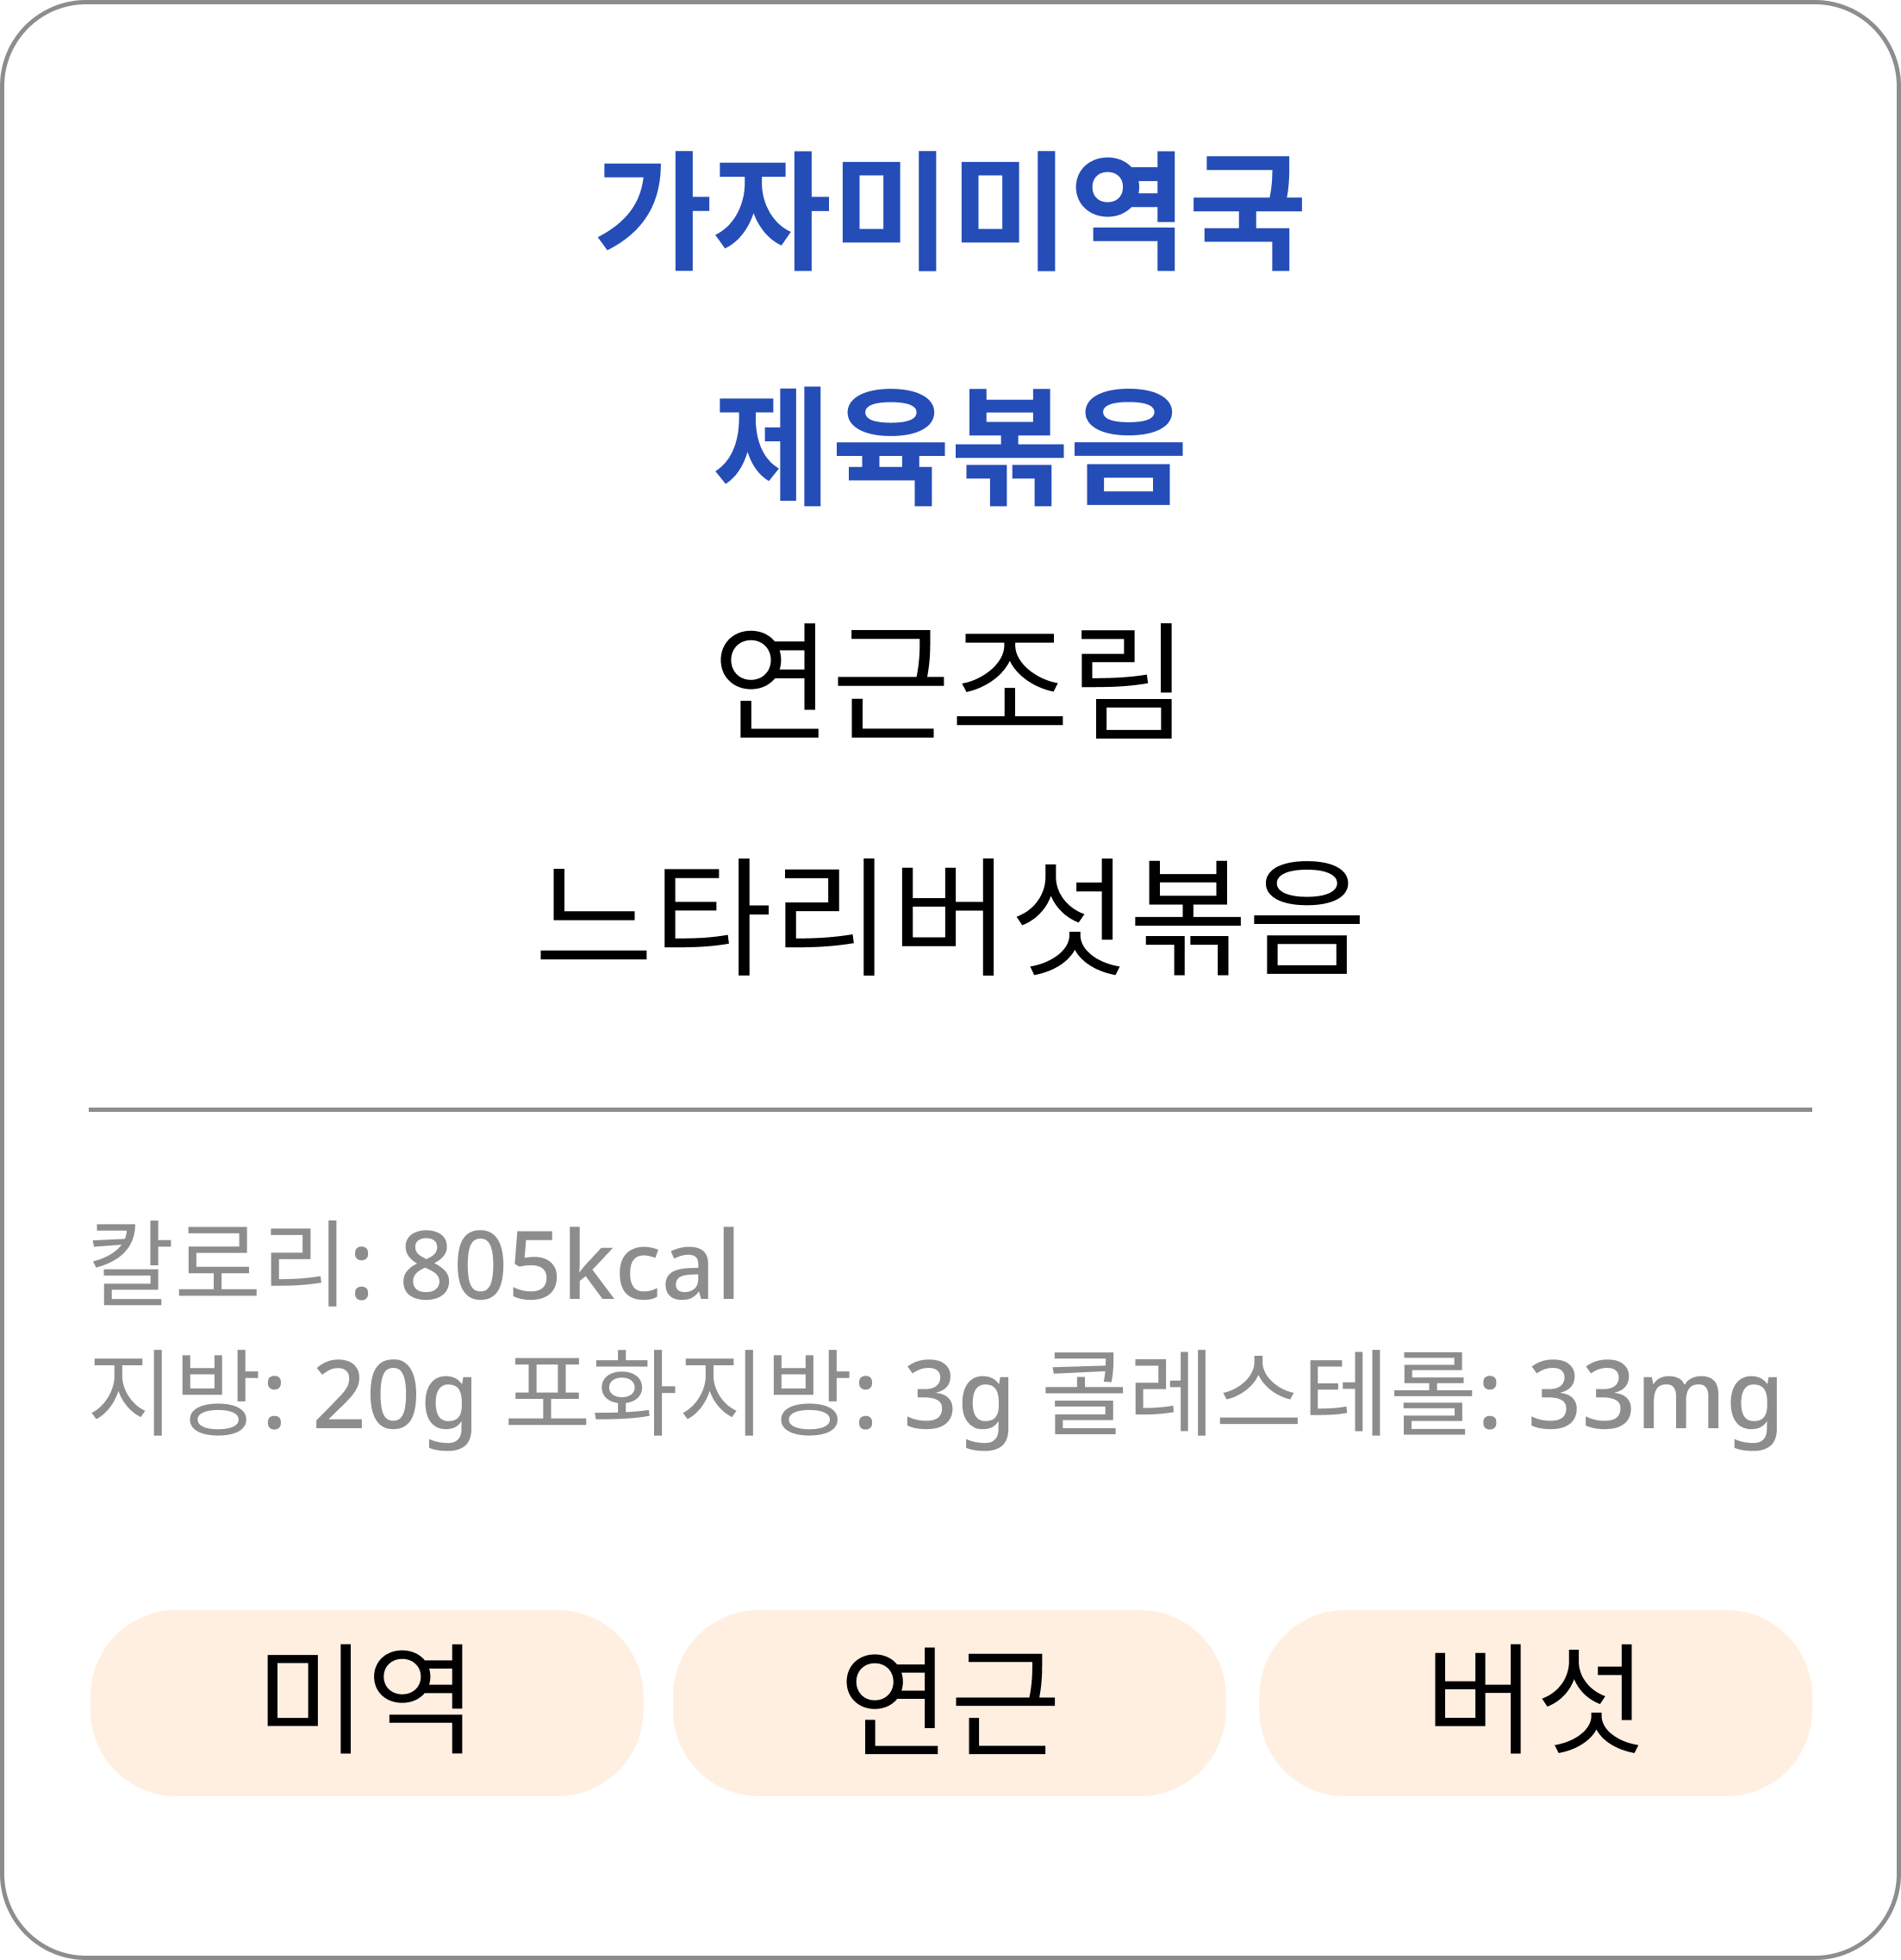 가자미미역국
제육볶음
연근조림
느타리버섯볶음
칼로리: 805kcal
지방: 20g 포화지방: 3g 콜레스테롤: 33mg
미역 연근 버섯